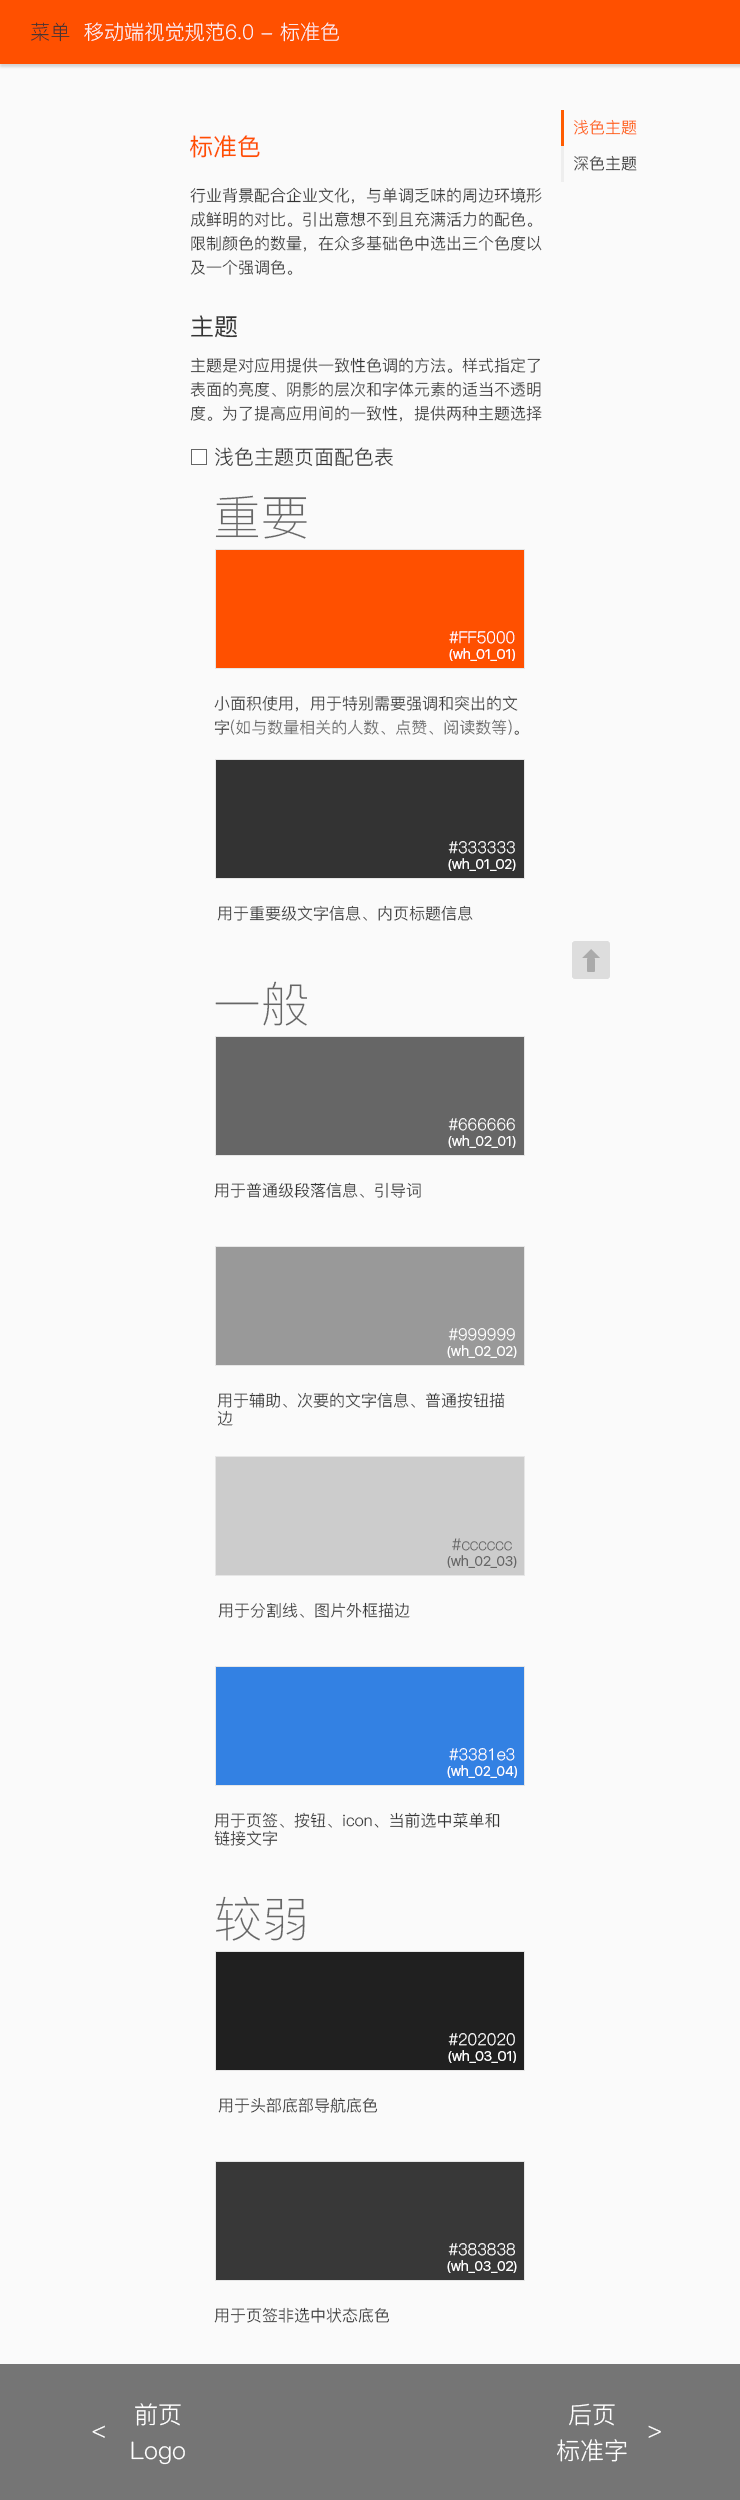 菜单 移动端视觉规范6.0 – 标准色
浅色主题
深色主题
标准色
行业背景配合企业文化，与单调乏味的周边环境形
成鲜明的对比。引出意想不到且充满活力的配色。
限制颜色的数量，在众多基础色中选出三个色度以
及一个强调色。
主题
主题是对应用提供一致性色调的方法。样式指定了
表面的亮度、阴影的层次和字体元素的适当不透明
度。为了提高应用间的一致性，提供两种主题选择
浅色主题页面配色表
重要
#FF5000
(wh_01_01)
小面积使用，用于特别需要强调和突出的文
字(如与数量相关的人数、点赞、阅读数等)。
#333333
(wh_01_02)
用于重要级文字信息、内页标题信息
一般
#666666
(wh_02_01)
用于普通级段落信息、引导词
#999999
(wh_02_02)
用于辅助、次要的文字信息、普通按钮描
边
#cccccc
(wh_02_03)
用于分割线、图片外框描边
#3381e3
(wh_02_04)
用于页签、按钮、icon、当前选中菜单和
链接文字
较弱
#202020
(wh_03_01)
用于头部底部导航底色
#383838
(wh_03_02)
用于页签非选中状态底色
< 前页
Logo
后页 >
标准字